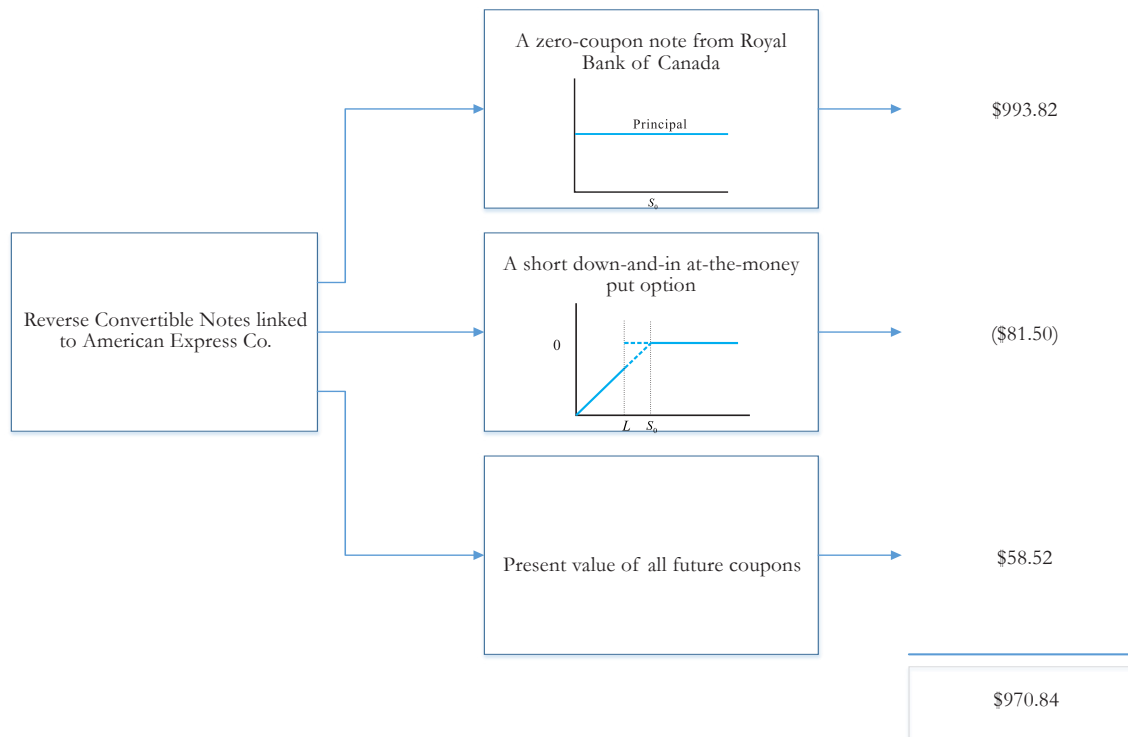 A zero-coupon note from Royal
Bank of Canada
Principal
S₀
$993.82
Reverse Convertible Notes linked
to American Express Co.
A short down-and-in at-the-money
put option
0
L S₀
($81.50)
Present value of all future coupons
$58.52
$970.84